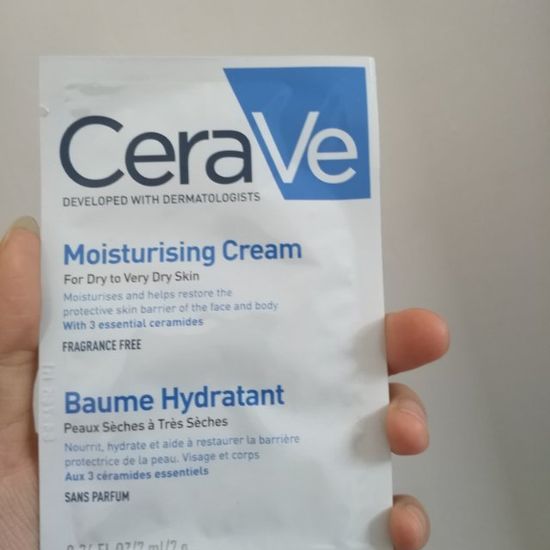 CeraVe
DEVELOPED WITH DERMATOLOGISTS
Moisturising Cream
For Dry to Very Dry Skin
Moisturises and helps restore the
protective skin barrier of the face and body
With 3 essential ceramides
FRAGRANCE FREE
Baume Hydratant
Peaux Sèches à Très Sèches
Nourrit, hydrate et aide à restaurer la barrière
protectrice de la peau. Visage et corps
Aux 3 céramides essentiels
SANS PARFUM